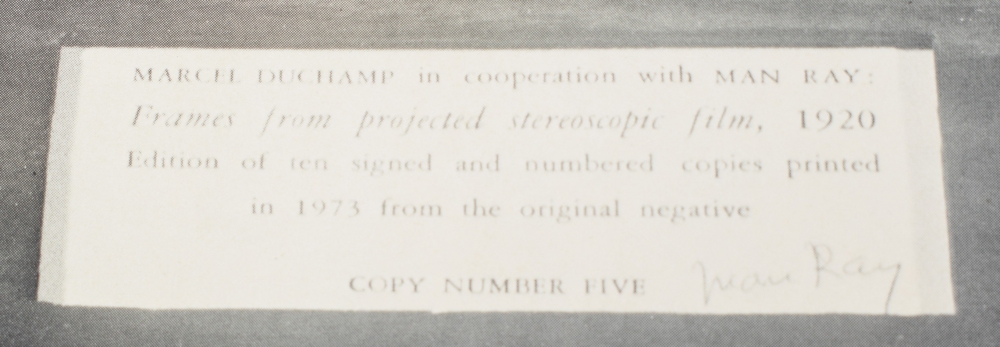 MARCEL DUCHAMP in cooperation with MAN RAY:
Frames from projected stereoscopic film, 1920
Edition of ten signed and numbered copies printed
in 1973 from the original negative
COPY NUMBER FIVE Man Ray